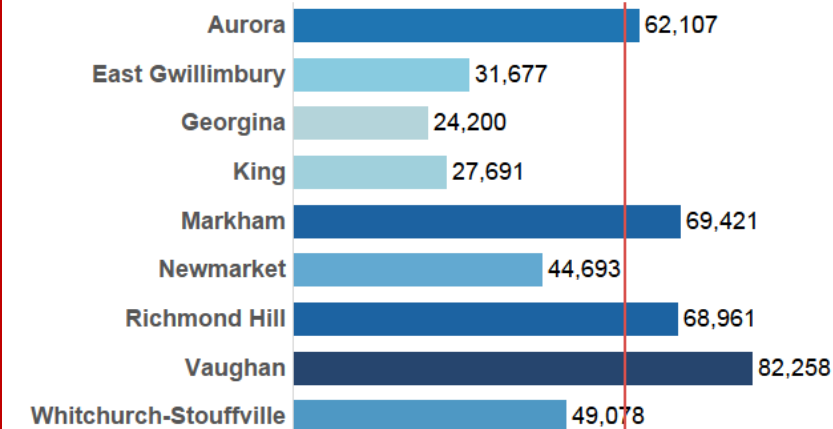 Aurora 62,107
East Gwillimbury 31,677
Georgina 24,200
King 27,691
Markham 69,421
Newmarket 44,693
Richmond Hill 68,961
Vaughan 82,258
Whitchurch-Stouffville 49,078